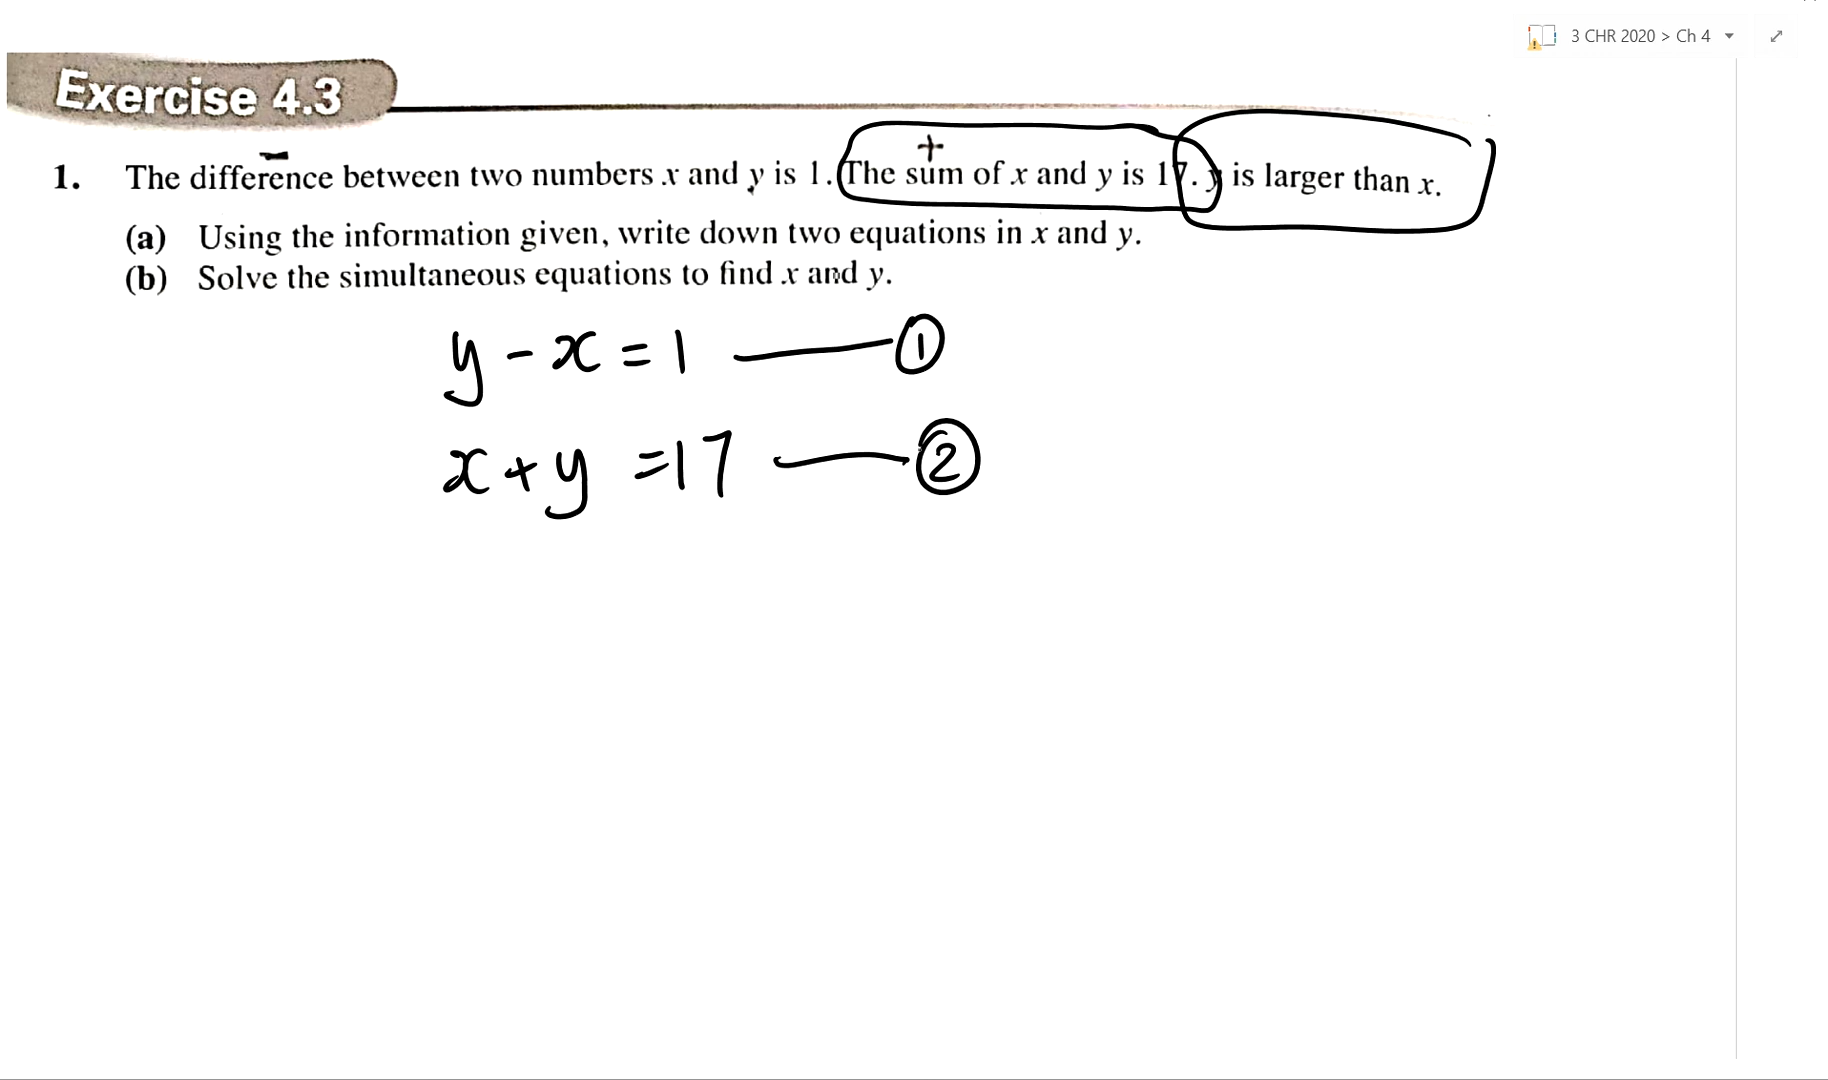 3 CHR 2020 > Ch 4
Exercise 4.3
1. The difference between two numbers x and y is 1. The sum of x and y is 17. y is larger than x.
(a) Using the information given, write down two equations in x and y.
(b) Solve the simultaneous equations to find x and y.
y - x = 1 —— ①
x + y = 17 —— ②